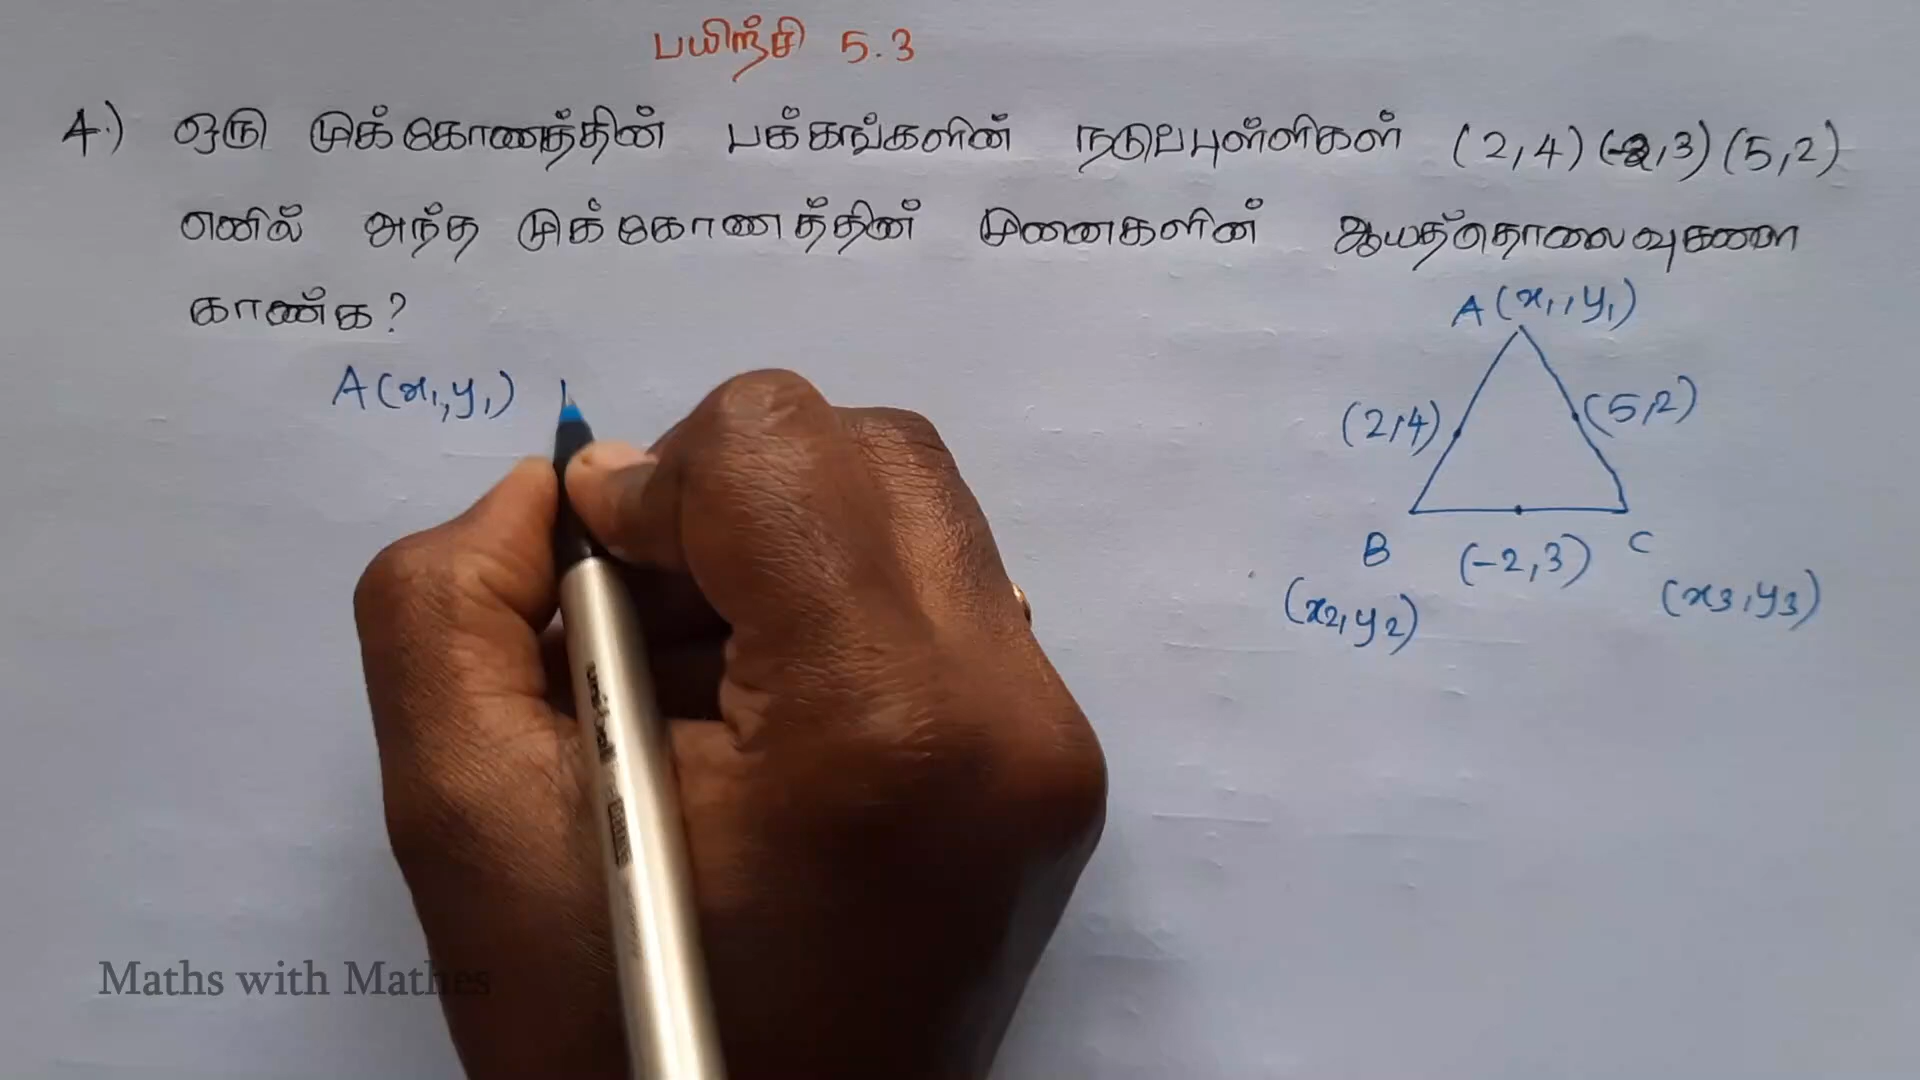 பயிற்சி 5.3
4.) ஒரு முக்கோணத்தின் பக்கங்களின் நடுப்புள்ளிகள் (2,4) (-2,3) (5,2)
எனில் அந்த முக்கோணத்தின் முனைகளின் ஆயத்தொலைவுகளை
காண்க?
A(x₁,y₁)
A(x₁,y₁)
(2,4)
(5,2)
B
(-2,3)
C
(x₂,y₂)
(x₃,y₃)
Maths with Mathes